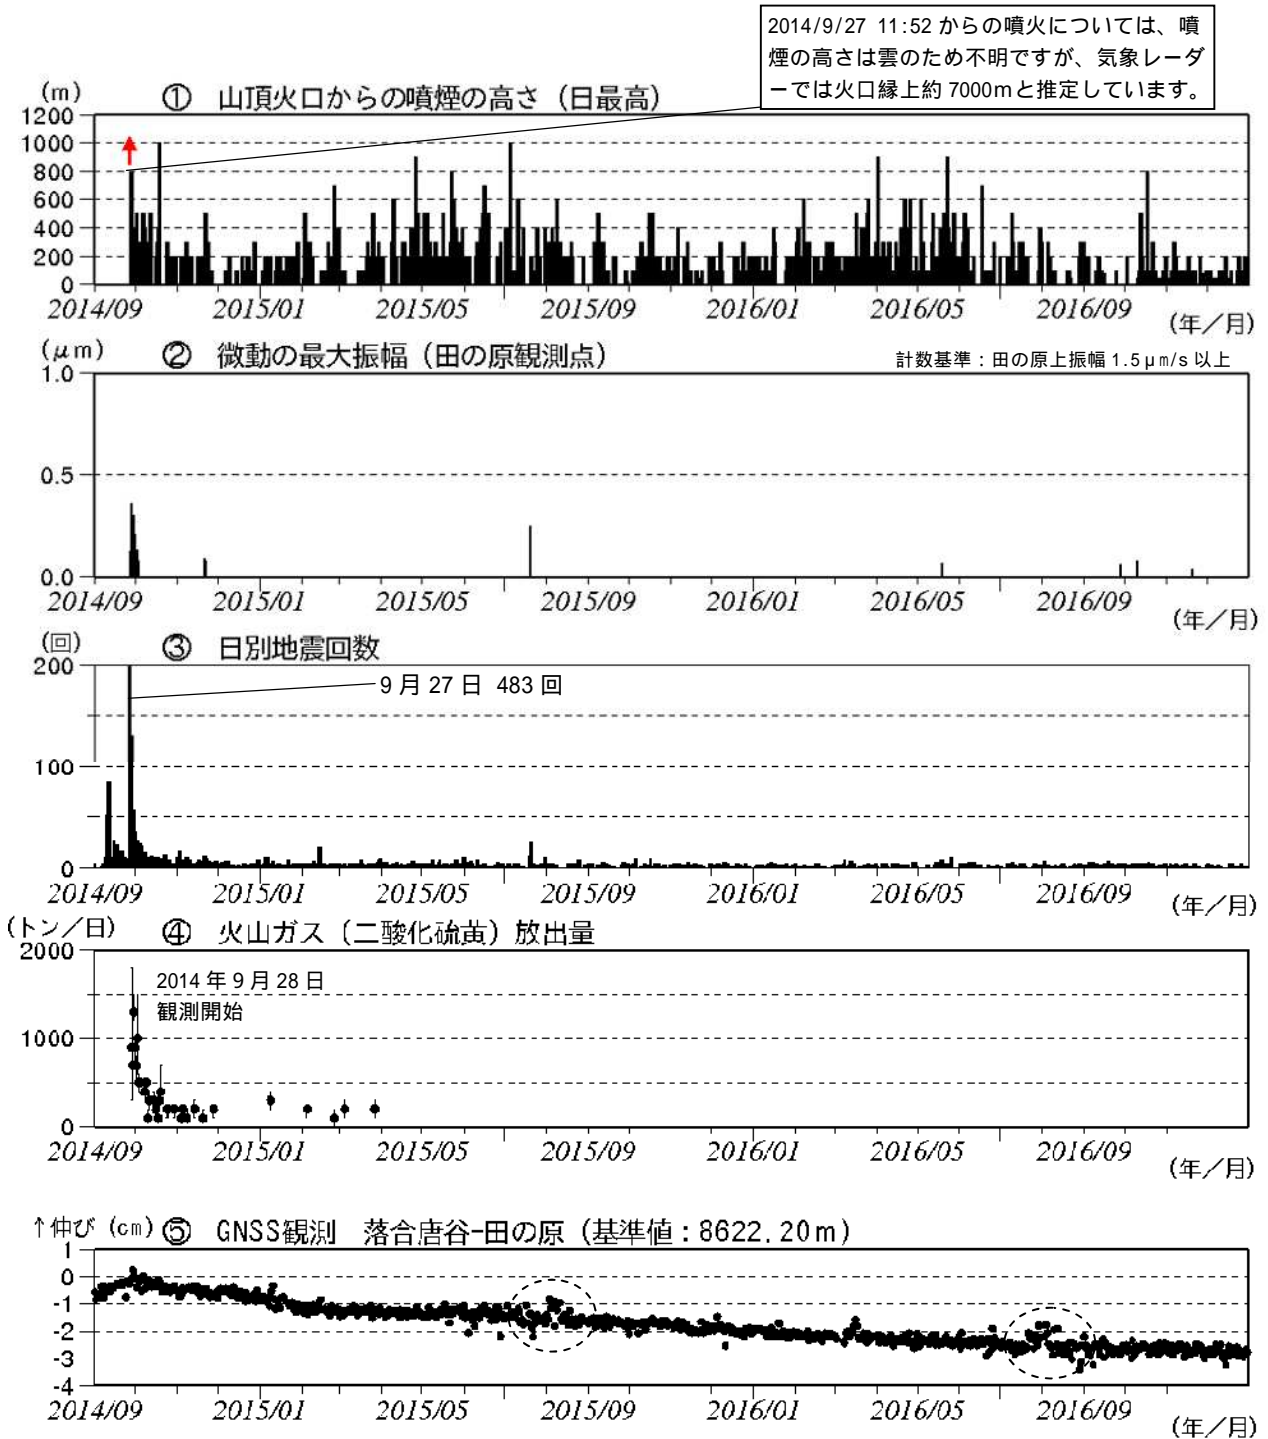 2014/9/27 11:52 からの噴火については、噴
煙の高さは雲のため不明ですが、気象レーダ
ーでは火口縁上約 7000mと推定しています。
(m) ① 山頂火口からの噴煙の高さ（日最高）
1200
1000
800
600
400
200
0
2014/09 2015/01 2015/05 2015/09 2016/01 2016/05 2016/09
(年／月)
(μm) ② 微動の最大振幅（田の原観測点） 計数基準：田の原上振幅 1.5μm/s 以上
1.0
0.5
0.0
2014/09 2015/01 2015/05 2015/09 2016/01 2016/05 2016/09
(年／月)
(回) ③ 日別地震回数
200
9 月 27 日 483 回
100
0
2014/09 2015/01 2015/05 2015/09 2016/01 2016/05 2016/09
(年／月)
(トン／日) ④ 火山ガス（二酸化硫黄）放出量
2000
2014 年 9 月 28 日
観測開始
1000
0
2014/09 2015/01 2015/05 2015/09 2016/01 2016/05 2016/09
(年／月)
↑伸び (cm) ⑤ GNSS観測 落合唐谷-田の原（基準値：8622.20m）
1
0
-1
-2
-3
-4
2014/09 2015/01 2015/05 2015/09 2016/01 2016/05 2016/09
(年／月)